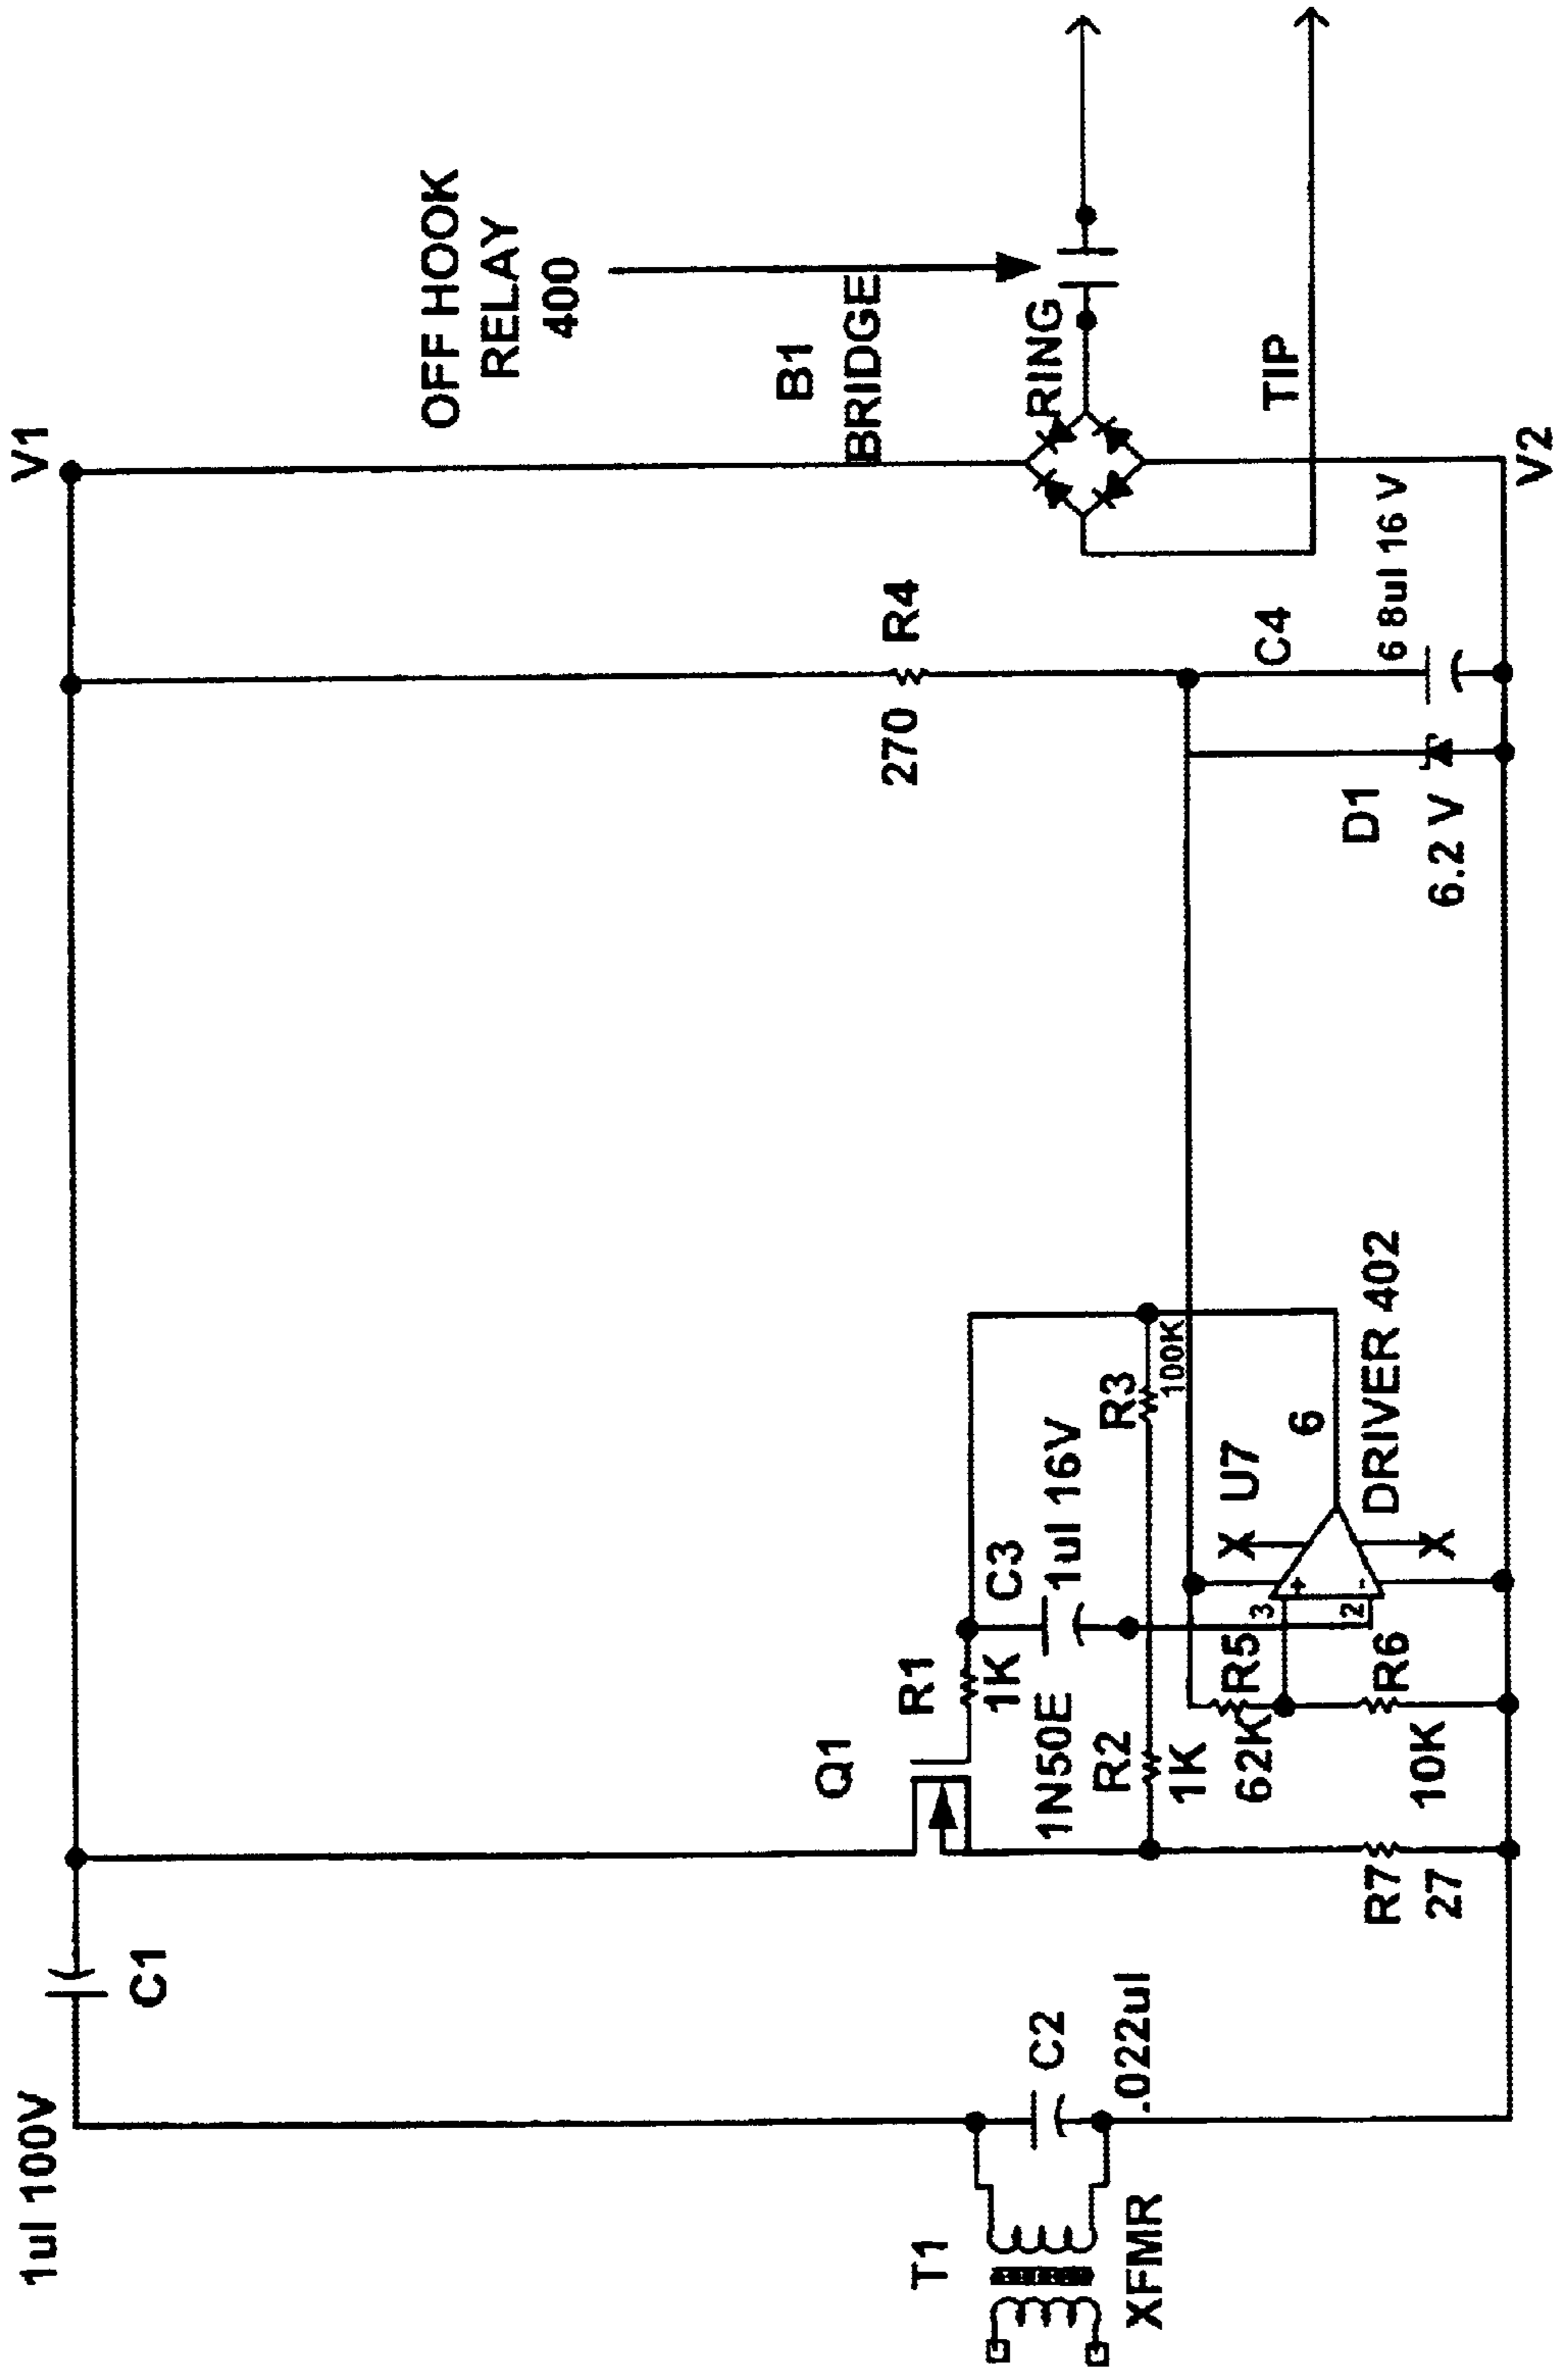 1ul 100V
C1
V1
OFF HOOK
RELAY
400
B1
BRIDGE
RING
TIP
V2
270
R4
C4
6 8ul 16 V
D1
6.2 V
Q1
1N50E
R1
1K
C3
1ul 16V
R2
1K
R3
100K
R5
62K
3
2
+
-
U7
6
DRIVER 402
R6
10K
R7
27
C2
.022ul
T1
XFMR